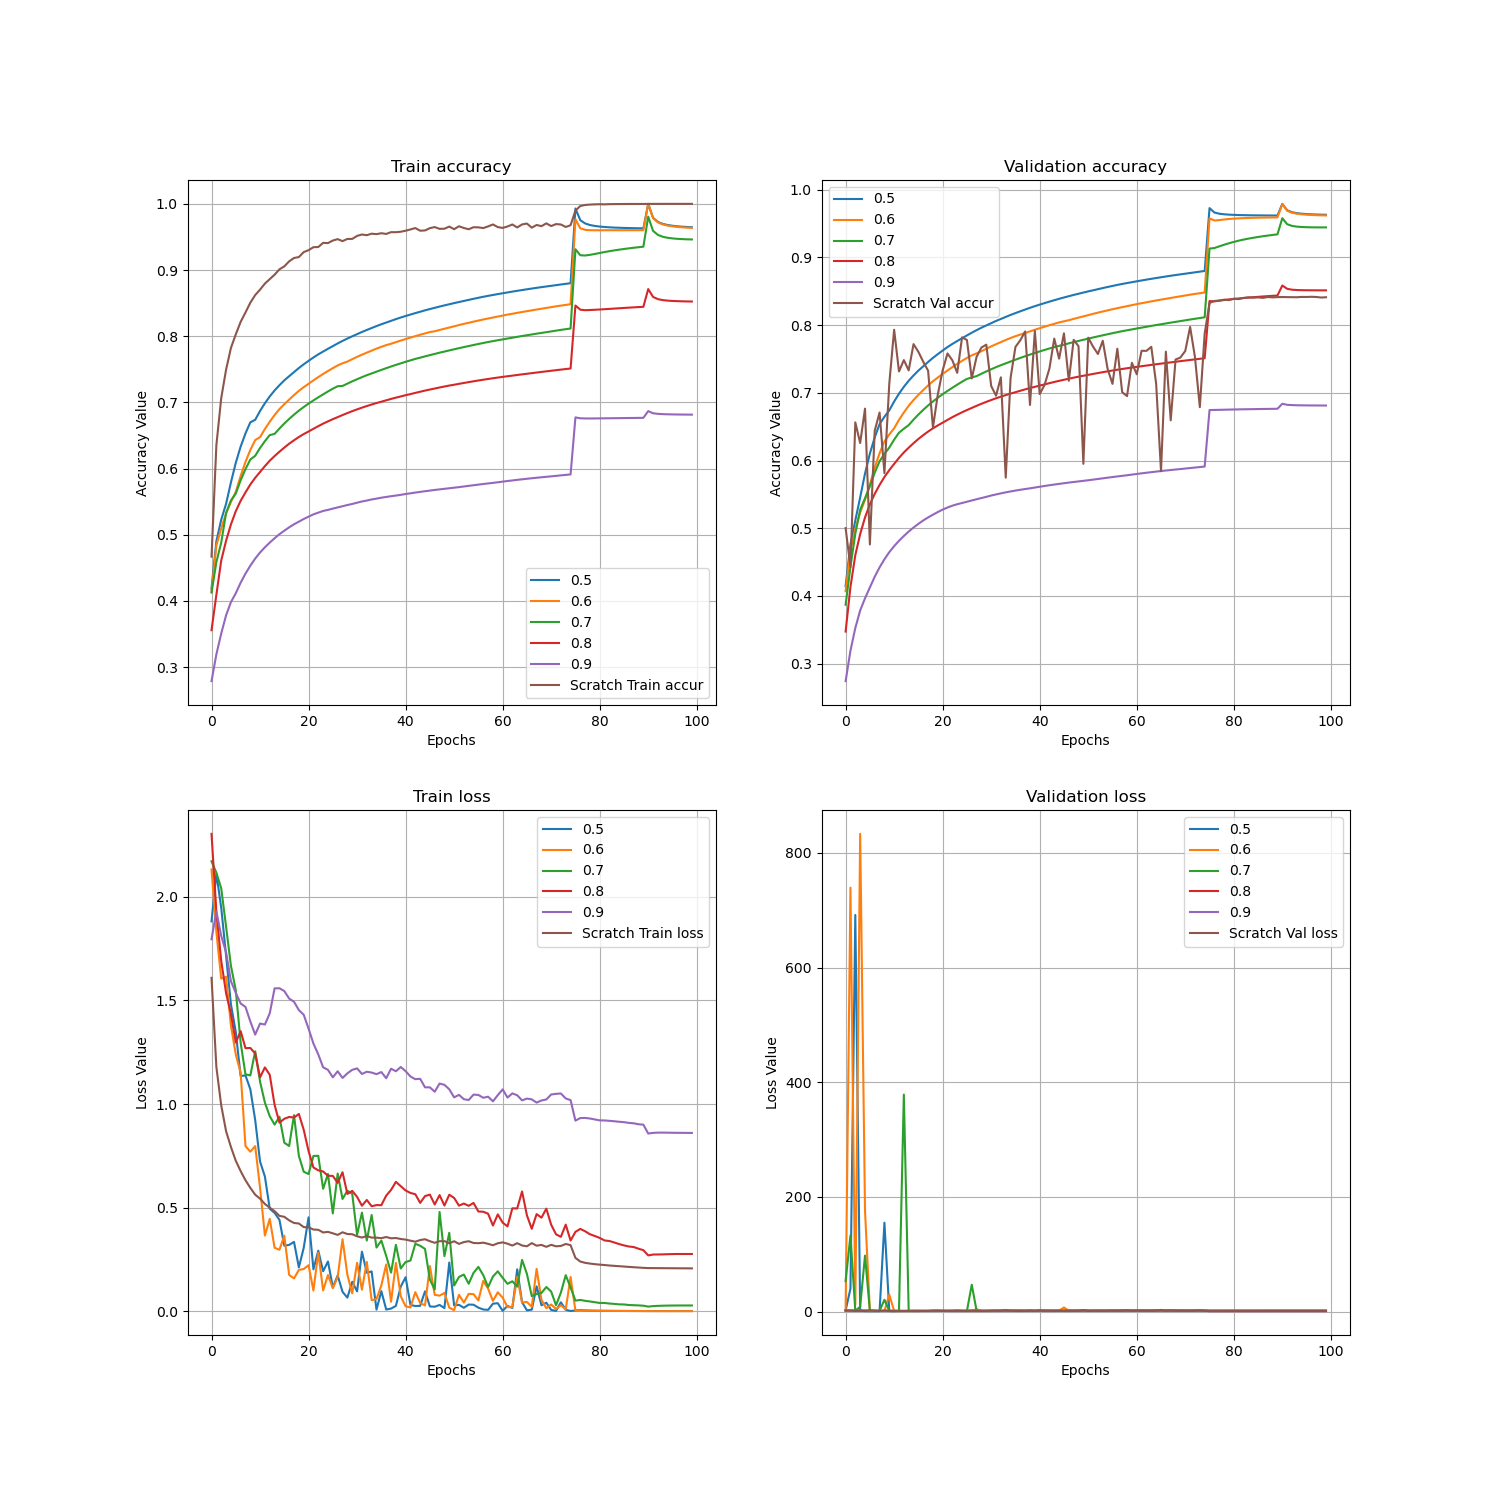 Train accuracy
Accuracy Value
1.0
0.9
0.8
0.7
0.6
0.5
0.4
0.3
0.5
0.6
0.7
0.8
0.9
Scratch Train accur
0 20 40 60 80 100
Epochs
Validation accuracy
Accuracy Value
1.0
0.9
0.8
0.7
0.6
0.5
0.4
0.3
0.5
0.6
0.7
0.8
0.9
Scratch Val accur
0 20 40 60 80 100
Epochs
Train loss
Loss Value
2.0
1.5
1.0
0.5
0.0
0.5
0.6
0.7
0.8
0.9
Scratch Train loss
0 20 40 60 80 100
Epochs
Validation loss
Loss Value
800
600
400
200
0
0.5
0.6
0.7
0.8
0.9
Scratch Val loss
0 20 40 60 80 100
Epochs